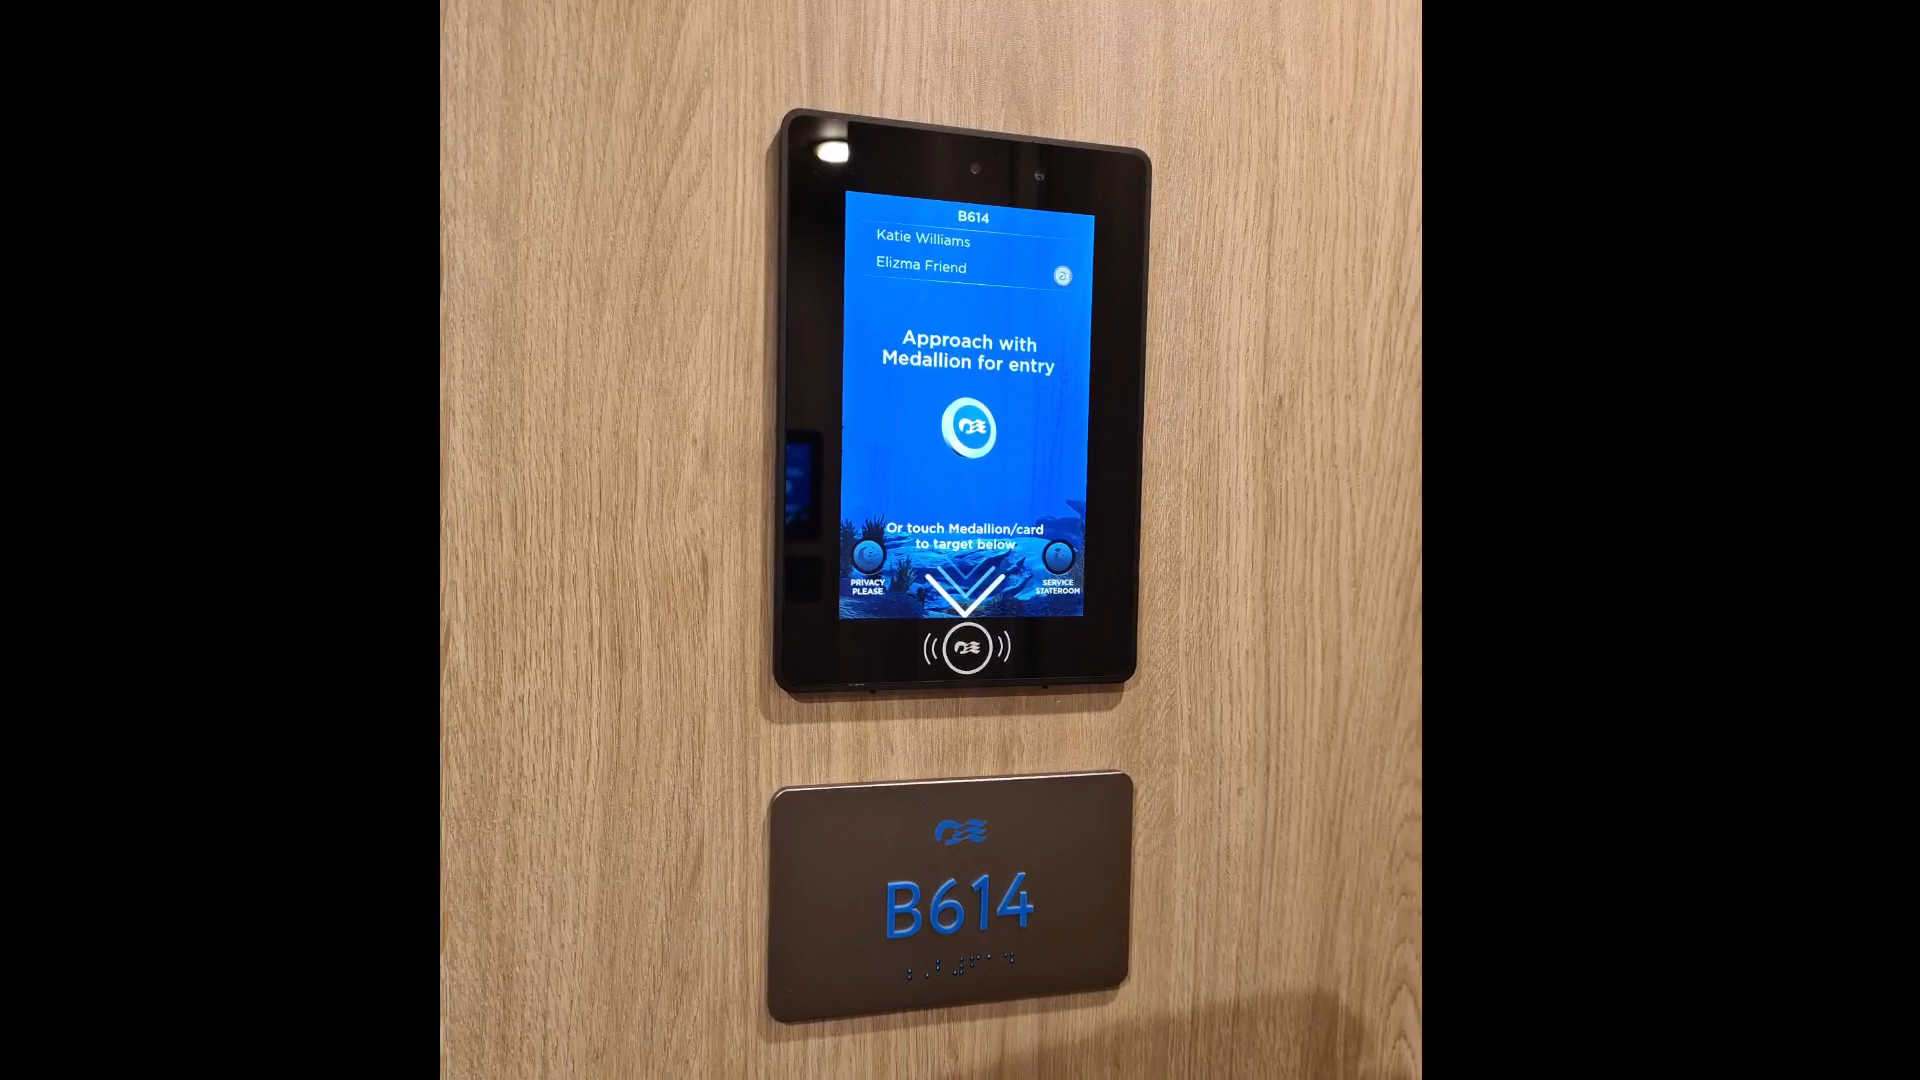 B614
Katie Williams
Elizma Friend
Approach with
Medallion for entry
Or touch Medallion/card
to target below
PRIVACY
PLEASE
SERVICE
STATEROOM
B614